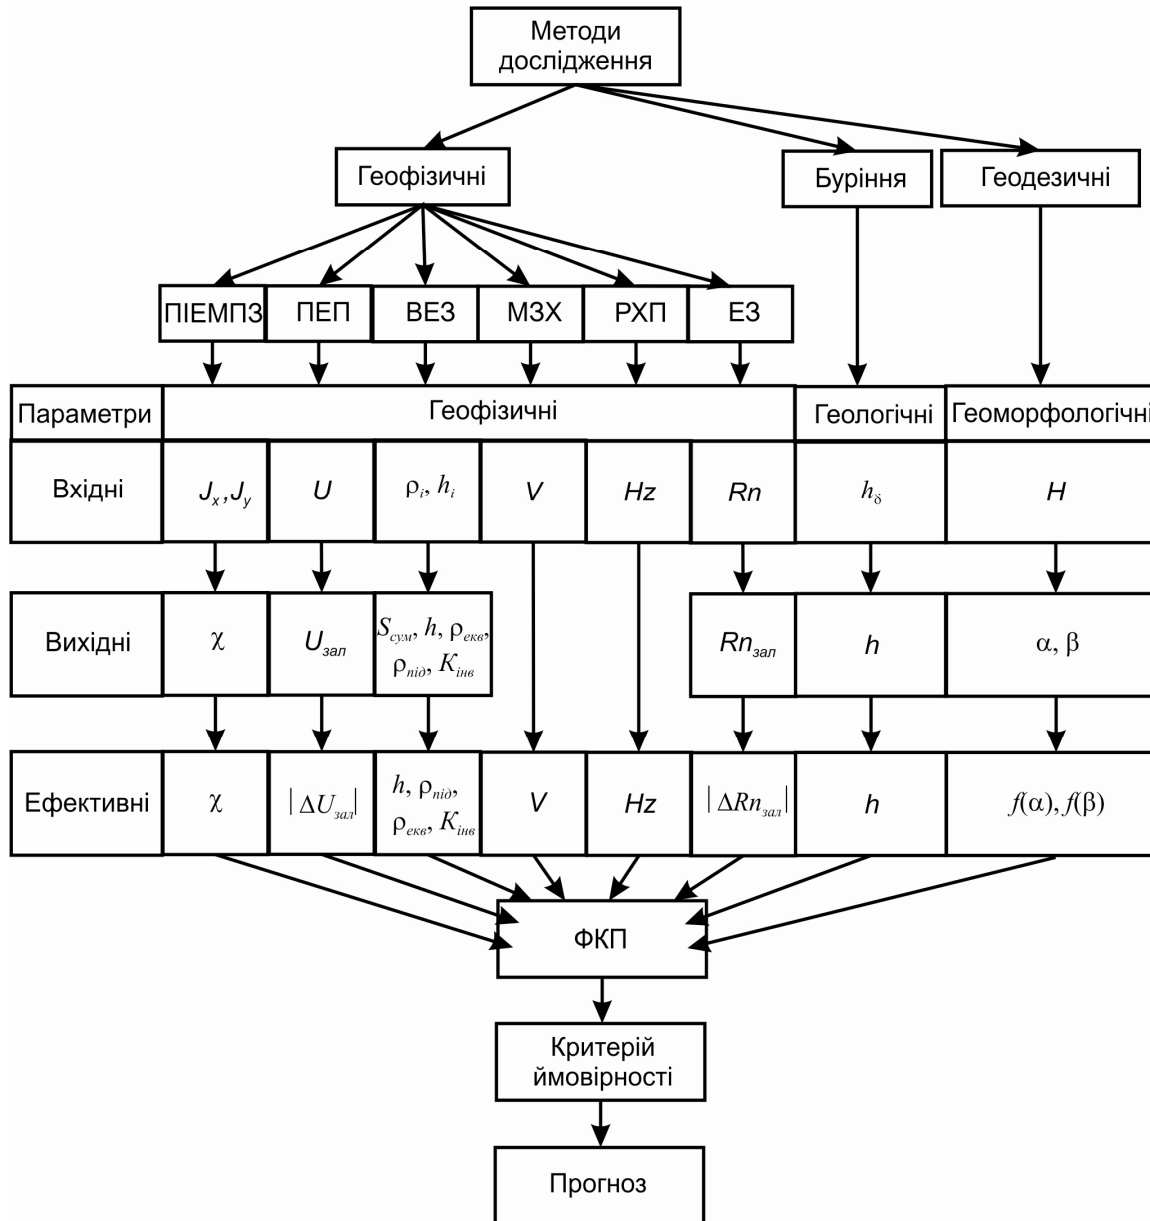 Методи
дослідження
Геофізичні
Буріння
Геодезичні
ПІЕМПЗ ПЕП ВЕЗ МЗХ РХП ЕЗ
Параметри Геофізичні Геологічні Геоморфологічні
Вхідні Jx,Jy U ρi, hi V Hz Rn hδ H
Вихідні χ Uзал Sсум, h, ρекв, ρпід, Kінв Rnзал h α, β
Ефективні χ |ΔUзал| h, ρпід, ρекв, Kінв V Hz |ΔRnзал| h f(α), f(β)
ФКП
Критерій
ймовірності
Прогноз